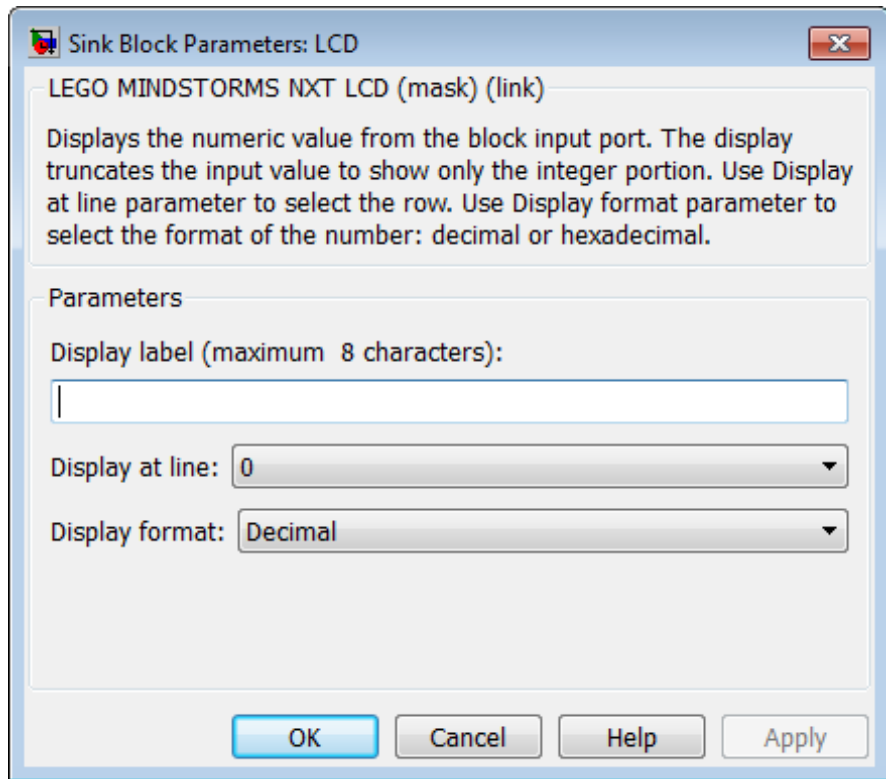 Sink Block Parameters: LCD
LEGO MINDSTORMS NXT LCD (mask) (link)
Displays the numeric value from the block input port. The display
truncates the input value to show only the integer portion. Use Display
at line parameter to select the row. Use Display format parameter to
select the format of the number: decimal or hexadecimal.
Parameters
Display label (maximum  8 characters):
Display at line: 0
Display format: Decimal
OK Cancel Help Apply